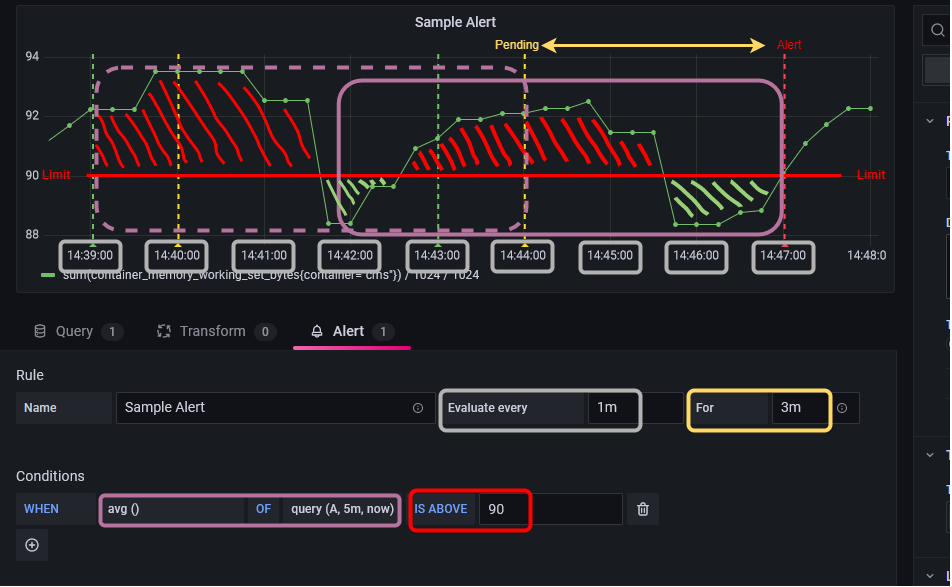 Sample Alert
Pending
Alert
94
92
90
88
Limit
Limit
14:39:00
14:40:00
14:41:00
14:42:00
14:43:00
14:44:00
14:45:00
14:46:00
14:47:00
14:48:00
sum(container_memory_working_set_bytes{container="cms"}) / 1024 / 1024
Query 1
Transform 0
Alert 1
Rule
Name
Sample Alert
Evaluate every
1m
For
3m
Conditions
WHEN
avg ()
OF
query (A, 5m, now)
IS ABOVE
90